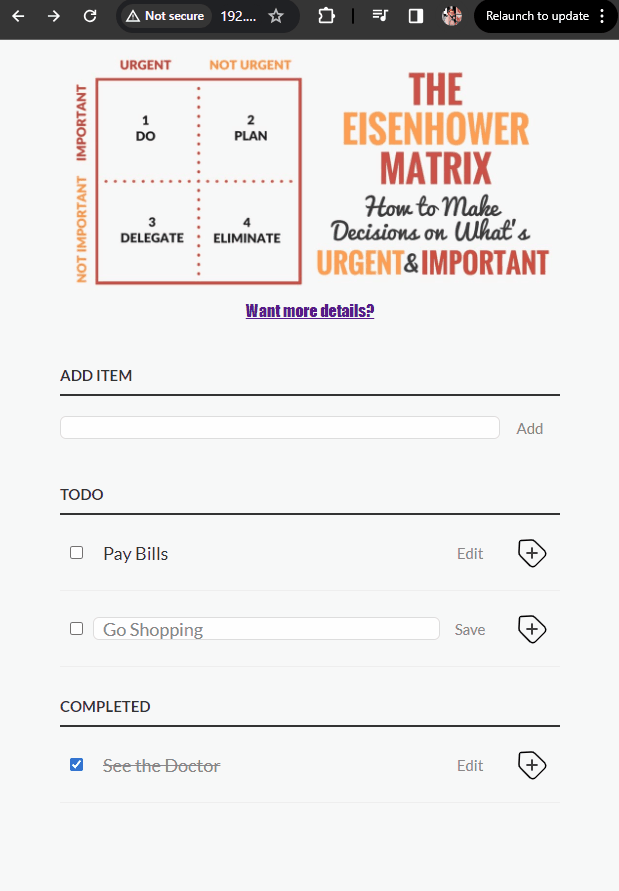 Not secure
192....
Relaunch to update
URGENT
NOT URGENT
IMPORTANT
NOT IMPORTANT
1
DO
2
PLAN
3
DELEGATE
4
ELIMINATE
THE
EISENHOWER
MATRIX
How to Make
Decisions on What's
URGENT&IMPORTANT
Want more details?
ADD ITEM
Add
TODO
Pay Bills
Edit
Go Shopping
Save
COMPLETED
See the Doctor
Edit